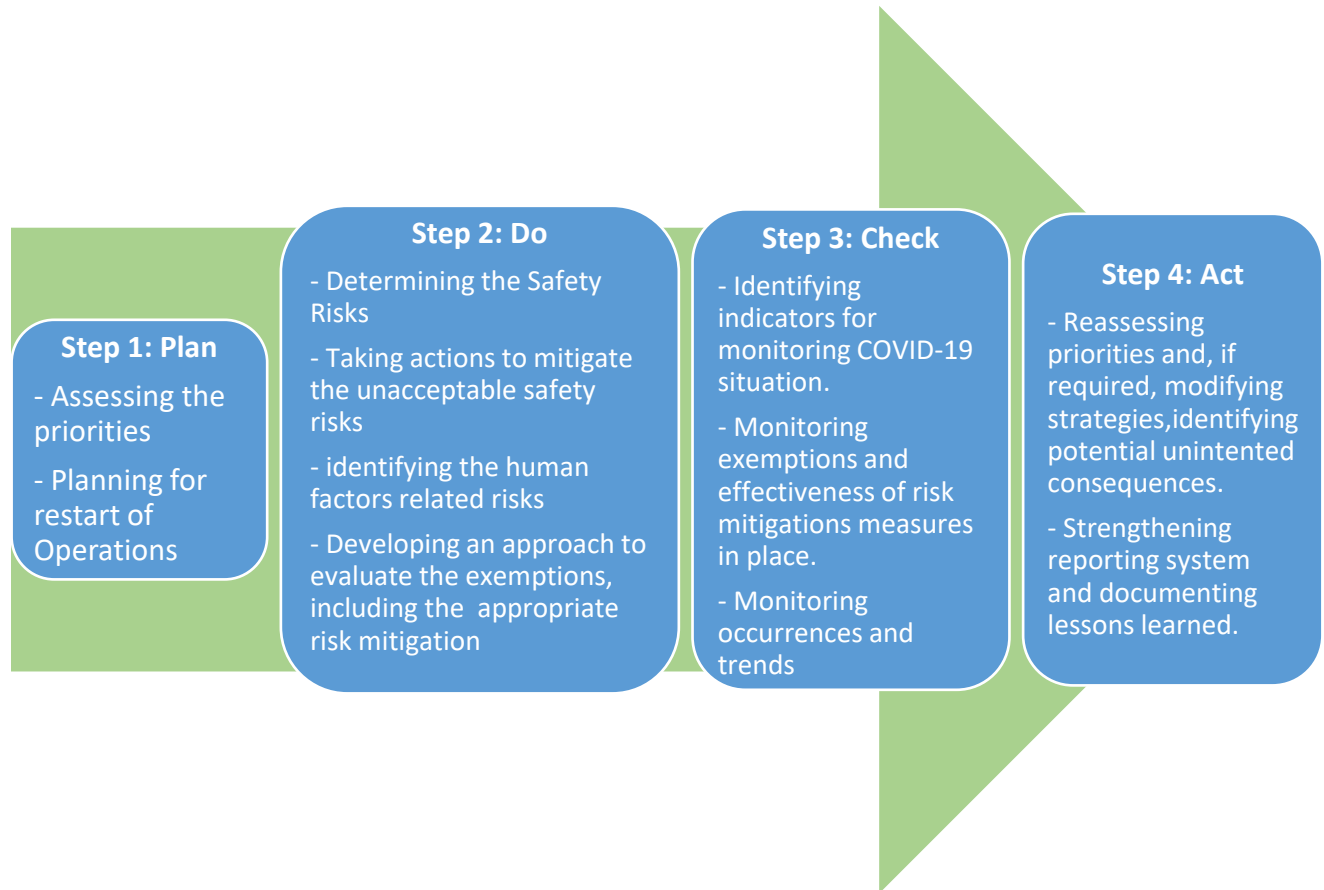 Step 1: Plan
- Assessing the
priorities
- Planning for
restart of
Operations
Step 2: Do
- Determining the Safety
Risks
- Taking actions to mitigate
the unacceptable safety
risks
- identifying the human
factors related risks
- Developing an approach to
evaluate the exemptions,
including the appropriate
risk mitigation
Step 3: Check
- Identifying
indicators for
monitoring COVID-19
situation.
- Monitoring
exemptions and
effectiveness of risk
mitigations measures
in place.
- Monitoring
occurrences and
trends
Step 4: Act
- Reassessing
priorities and, if
required, modifying
strategies,identifying
potential unintented
consequences.
- Strengthening
reporting system
and documenting
lessons learned.